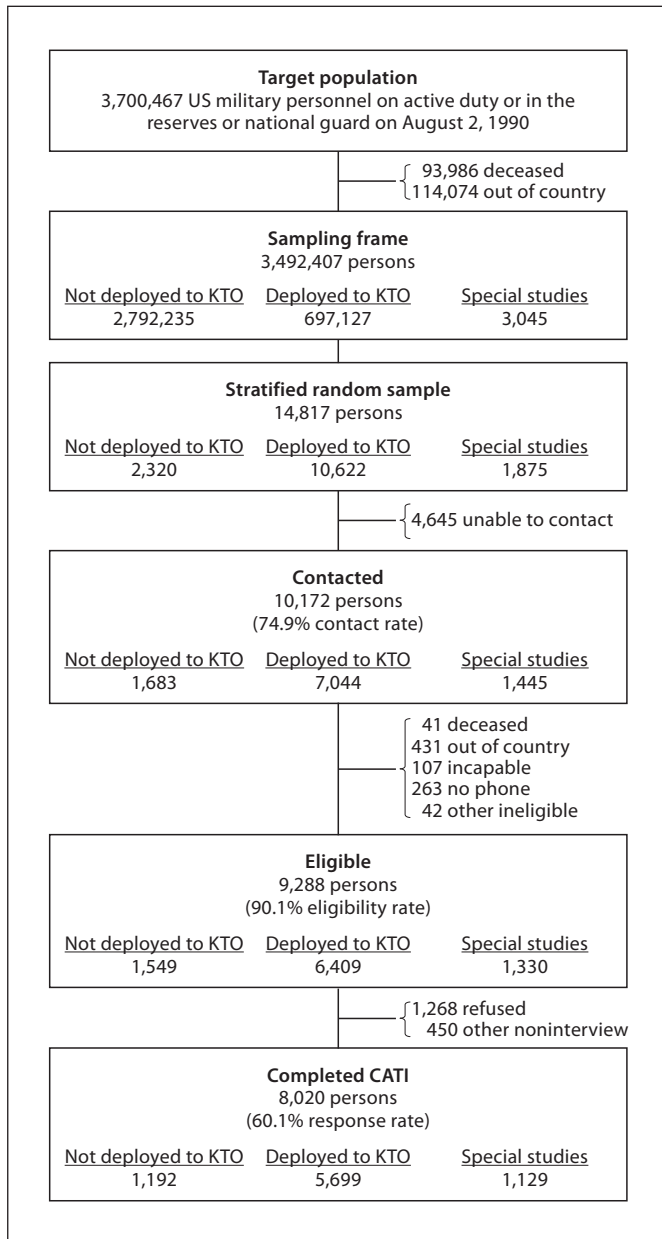 Target population
3,700,467 US military personnel on active duty or in the
reserves or national guard on August 2, 1990
93,986 deceased
114,074 out of country
Sampling frame
3,492,407 persons
Not deployed to KTO Deployed to KTO Special studies
2,792,235 697,127 3,045
Stratified random sample
14,817 persons
Not deployed to KTO Deployed to KTO Special studies
2,320 10,622 1,875
4,645 unable to contact
Contacted
10,172 persons
(74.9% contact rate)
Not deployed to KTO Deployed to KTO Special studies
1,683 7,044 1,445
41 deceased
431 out of country
107 incapable
263 no phone
42 other ineligible
Eligible
9,288 persons
(90.1% eligibility rate)
Not deployed to KTO Deployed to KTO Special studies
1,549 6,409 1,330
1,268 refused
450 other noninterview
Completed CATI
8,020 persons
(60.1% response rate)
Not deployed to KTO Deployed to KTO Special studies
1,192 5,699 1,129